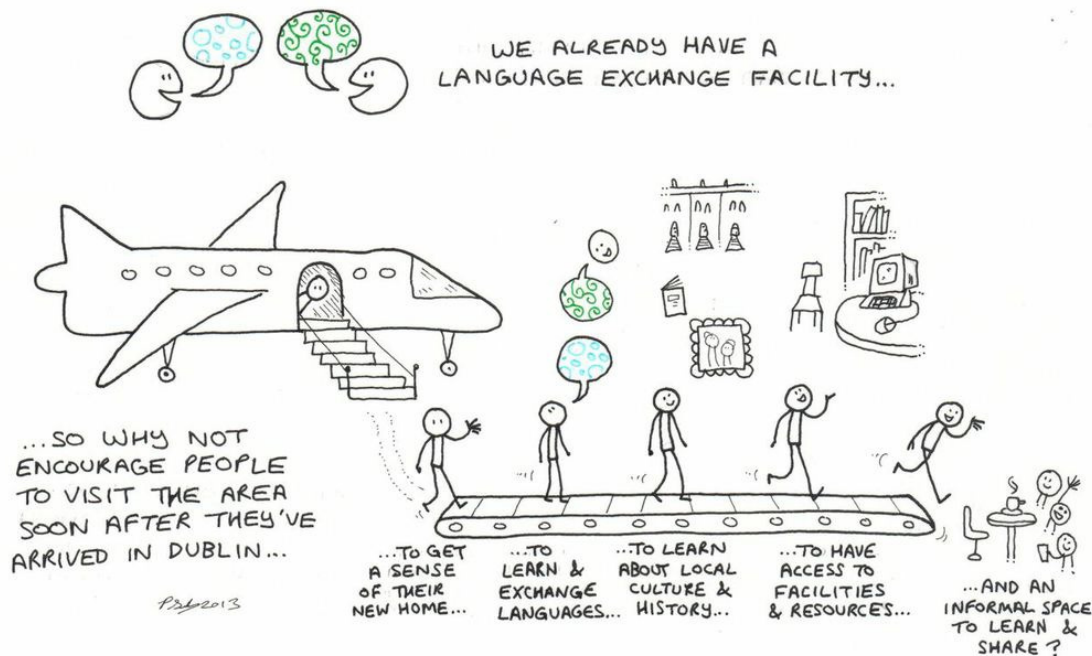 WE ALREADY HAVE A
LANGUAGE EXCHANGE FACILITY...
...SO WHY NOT
ENCOURAGE PEOPLE
TO VISIT THE AREA
SOON AFTER THEY'VE
ARRIVED IN DUBLIN...
...TO GET
A SENSE
OF THEIR
NEW HOME...
...TO
LEARN &
EXCHANGE
LANGUAGES...
...TO LEARN
ABOUT LOCAL
CULTURE &
HISTORY...
...TO HAVE
ACCESS TO
FACILITIES
& RESOURCES...
...AND AN
INFORMAL SPACE
TO LEARN &
SHARE?
2013